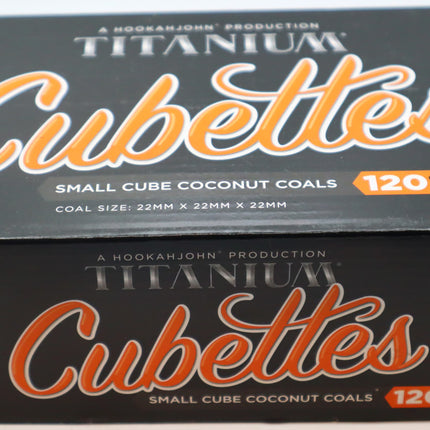 A HOOKAHJOHN® PRODUCTION
TITANIUM®
Cubettes
SMALL CUBE COCONUT COALS 120
COAL SIZE: 22MM X 22MM X 22MM
A HOOKAHJOHN® PRODUCTION
TITANIUM®
Cubettes
SMALL CUBE COCONUT COALS